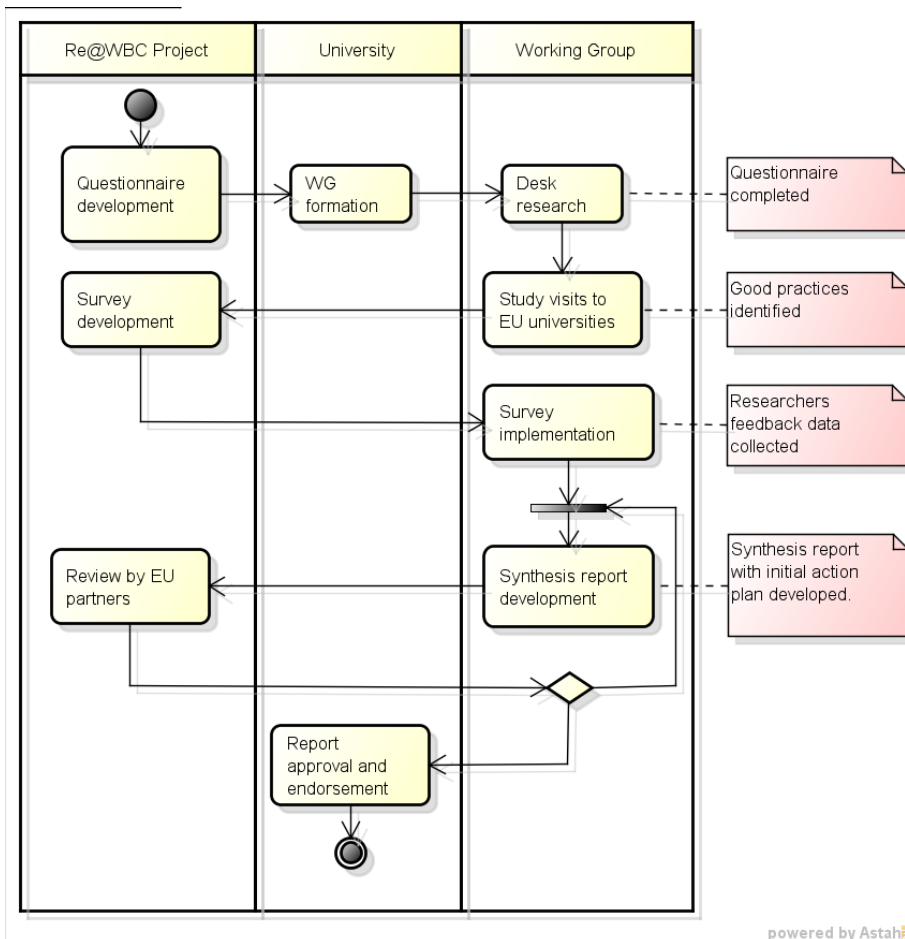 Re@WBC Project
University
Working Group
Questionnaire
development
WG
formation
Desk
research
Questionnaire
completed
Survey
development
Study visits to
EU universities
Good practices
identified
Survey
implementation
Researchers
feedback data
collected
Review by EU
partners
Synthesis report
development
Synthesis report
with initial action
plan developed.
Report
approval and
endorsement
powered by Astah